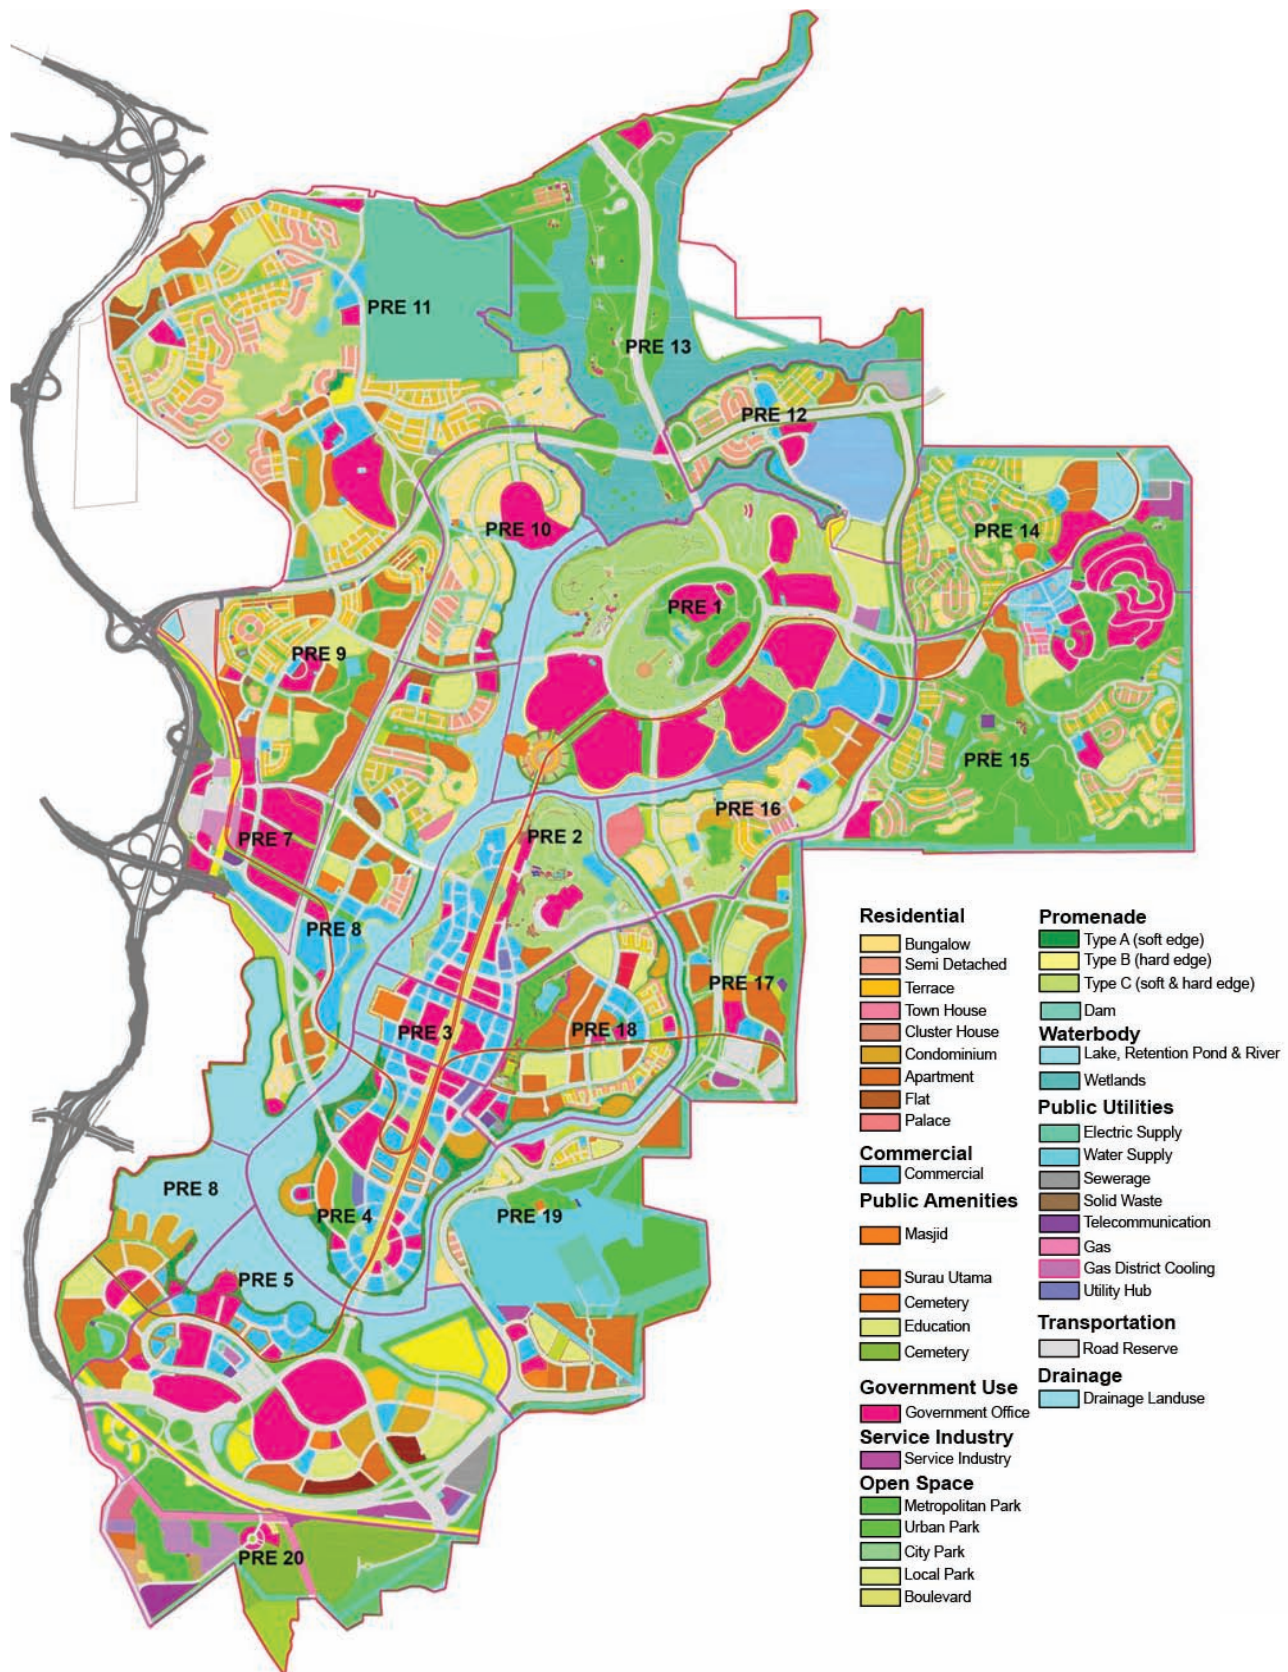 PRE 11
PRE 13
PRE 12
PRE 10
PRE 14
PRE 1
PRE 9
PRE 15
PRE 16
PRE 7
PRE 2
PRE 8
PRE 17
PRE 3
PRE 18
PRE 8
PRE 4
PRE 19
PRE 5
PRE 20
Residential
Bungalow
Semi Detached
Terrace
Town House
Cluster House
Condominium
Apartment
Flat
Palace
Commercial
Commercial
Public Amenities
Masjid
Surau Utama
Cemetery
Education
Cemetery
Government Use
Government Office
Service Industry
Service Industry
Open Space
Metropolitan Park
Urban Park
City Park
Local Park
Boulevard
Promenade
Type A (soft edge)
Type B (hard edge)
Type C (soft & hard edge)
Dam
Waterbody
Lake, Retention Pond & River
Wetlands
Public Utilities
Electric Supply
Water Supply
Sewerage
Solid Waste
Telecommunication
Gas
Gas District Cooling
Utility Hub
Transportation
Road Reserve
Drainage
Drainage Landuse